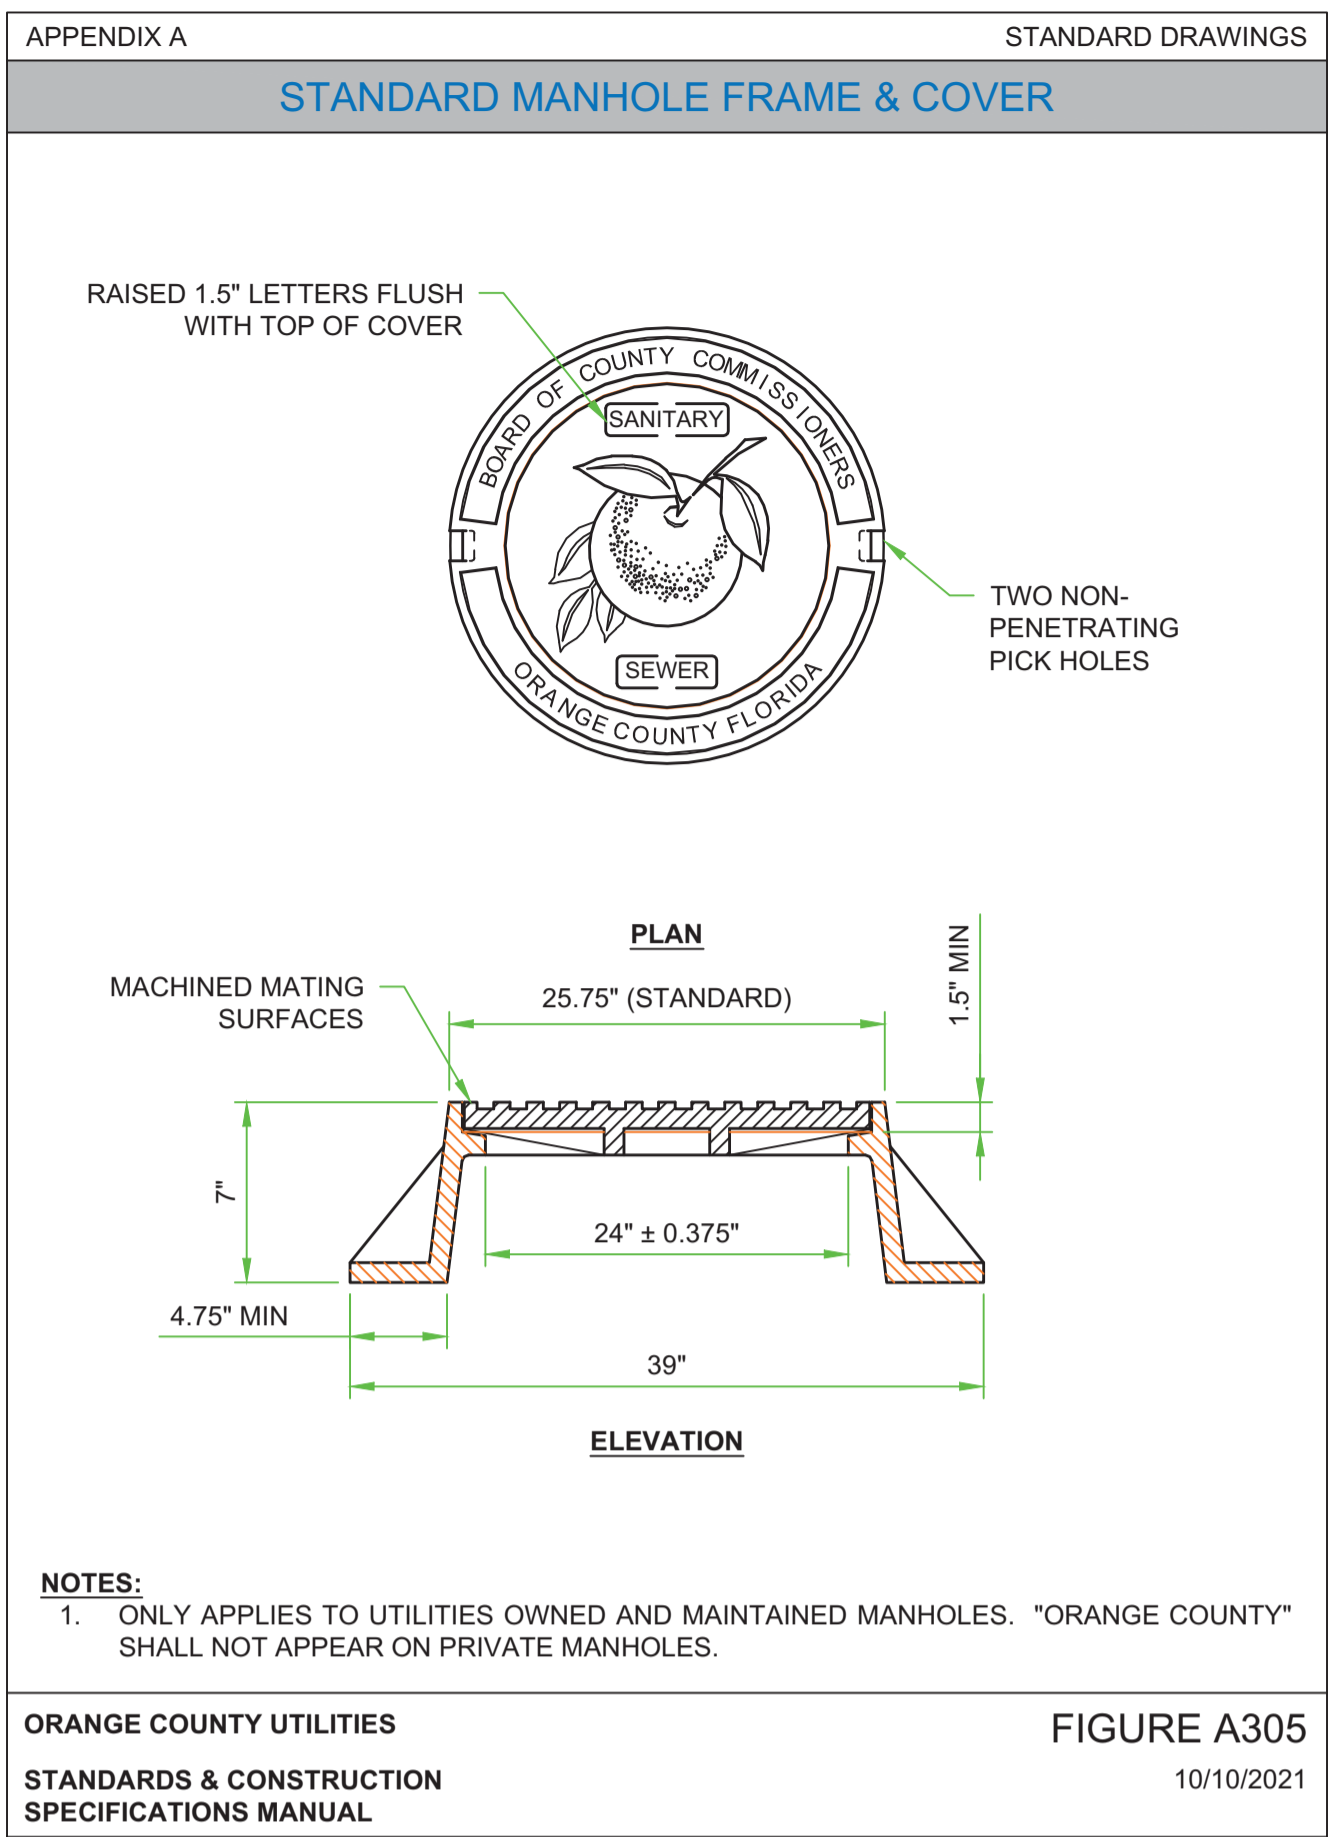 APPENDIX A
STANDARD DRAWINGS
STANDARD MANHOLE FRAME & COVER
RAISED 1.5" LETTERS FLUSH
WITH TOP OF COVER
BOARD OF COUNTY COMMISSIONERS
SANITARY
SEWER
ORANGE COUNTY FLORIDA
TWO NON-
PENETRATING
PICK HOLES
PLAN
MACHINED MATING
SURFACES
25.75" (STANDARD)
1.5" MIN
7"
24" ± 0.375"
4.75" MIN
39"
ELEVATION
NOTES:
1. ONLY APPLIES TO UTILITIES OWNED AND MAINTAINED MANHOLES. "ORANGE COUNTY"
SHALL NOT APPEAR ON PRIVATE MANHOLES.
ORANGE COUNTY UTILITIES
FIGURE A305
STANDARDS & CONSTRUCTION
10/10/2021
SPECIFICATIONS MANUAL